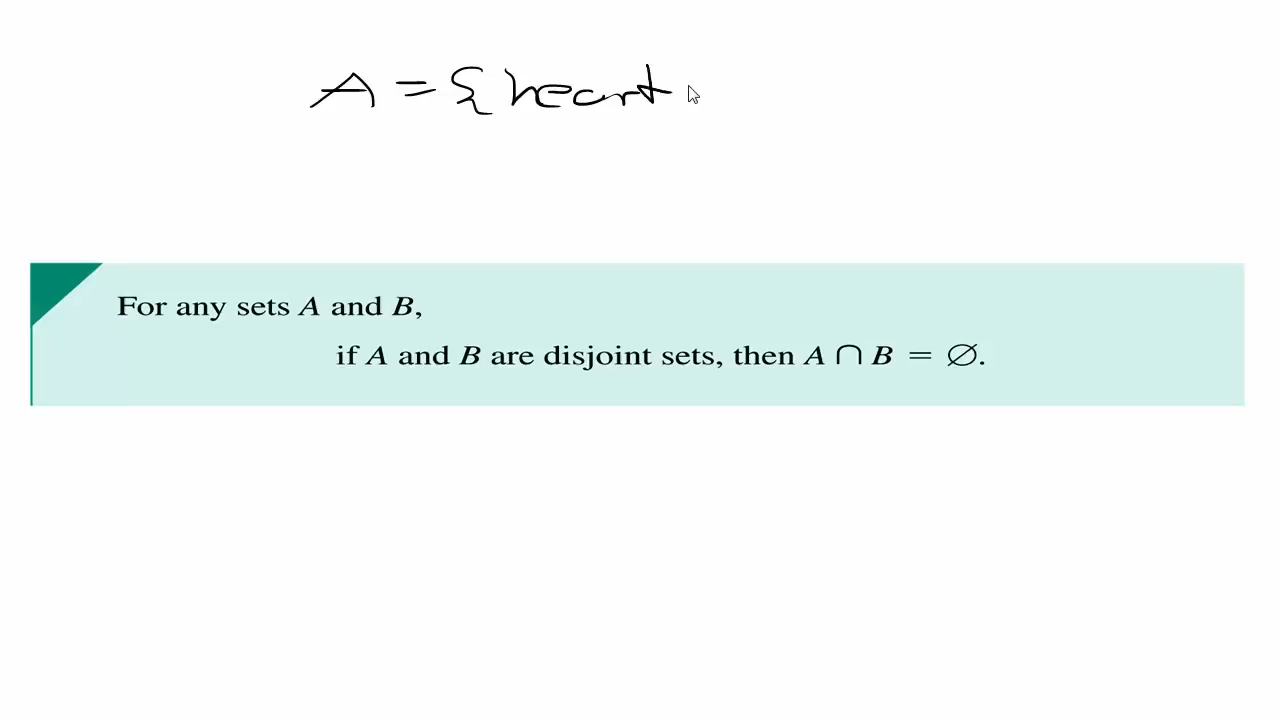 A = { heart
For any sets A and B,
if A and B are disjoint sets, then A ∩ B = ∅.